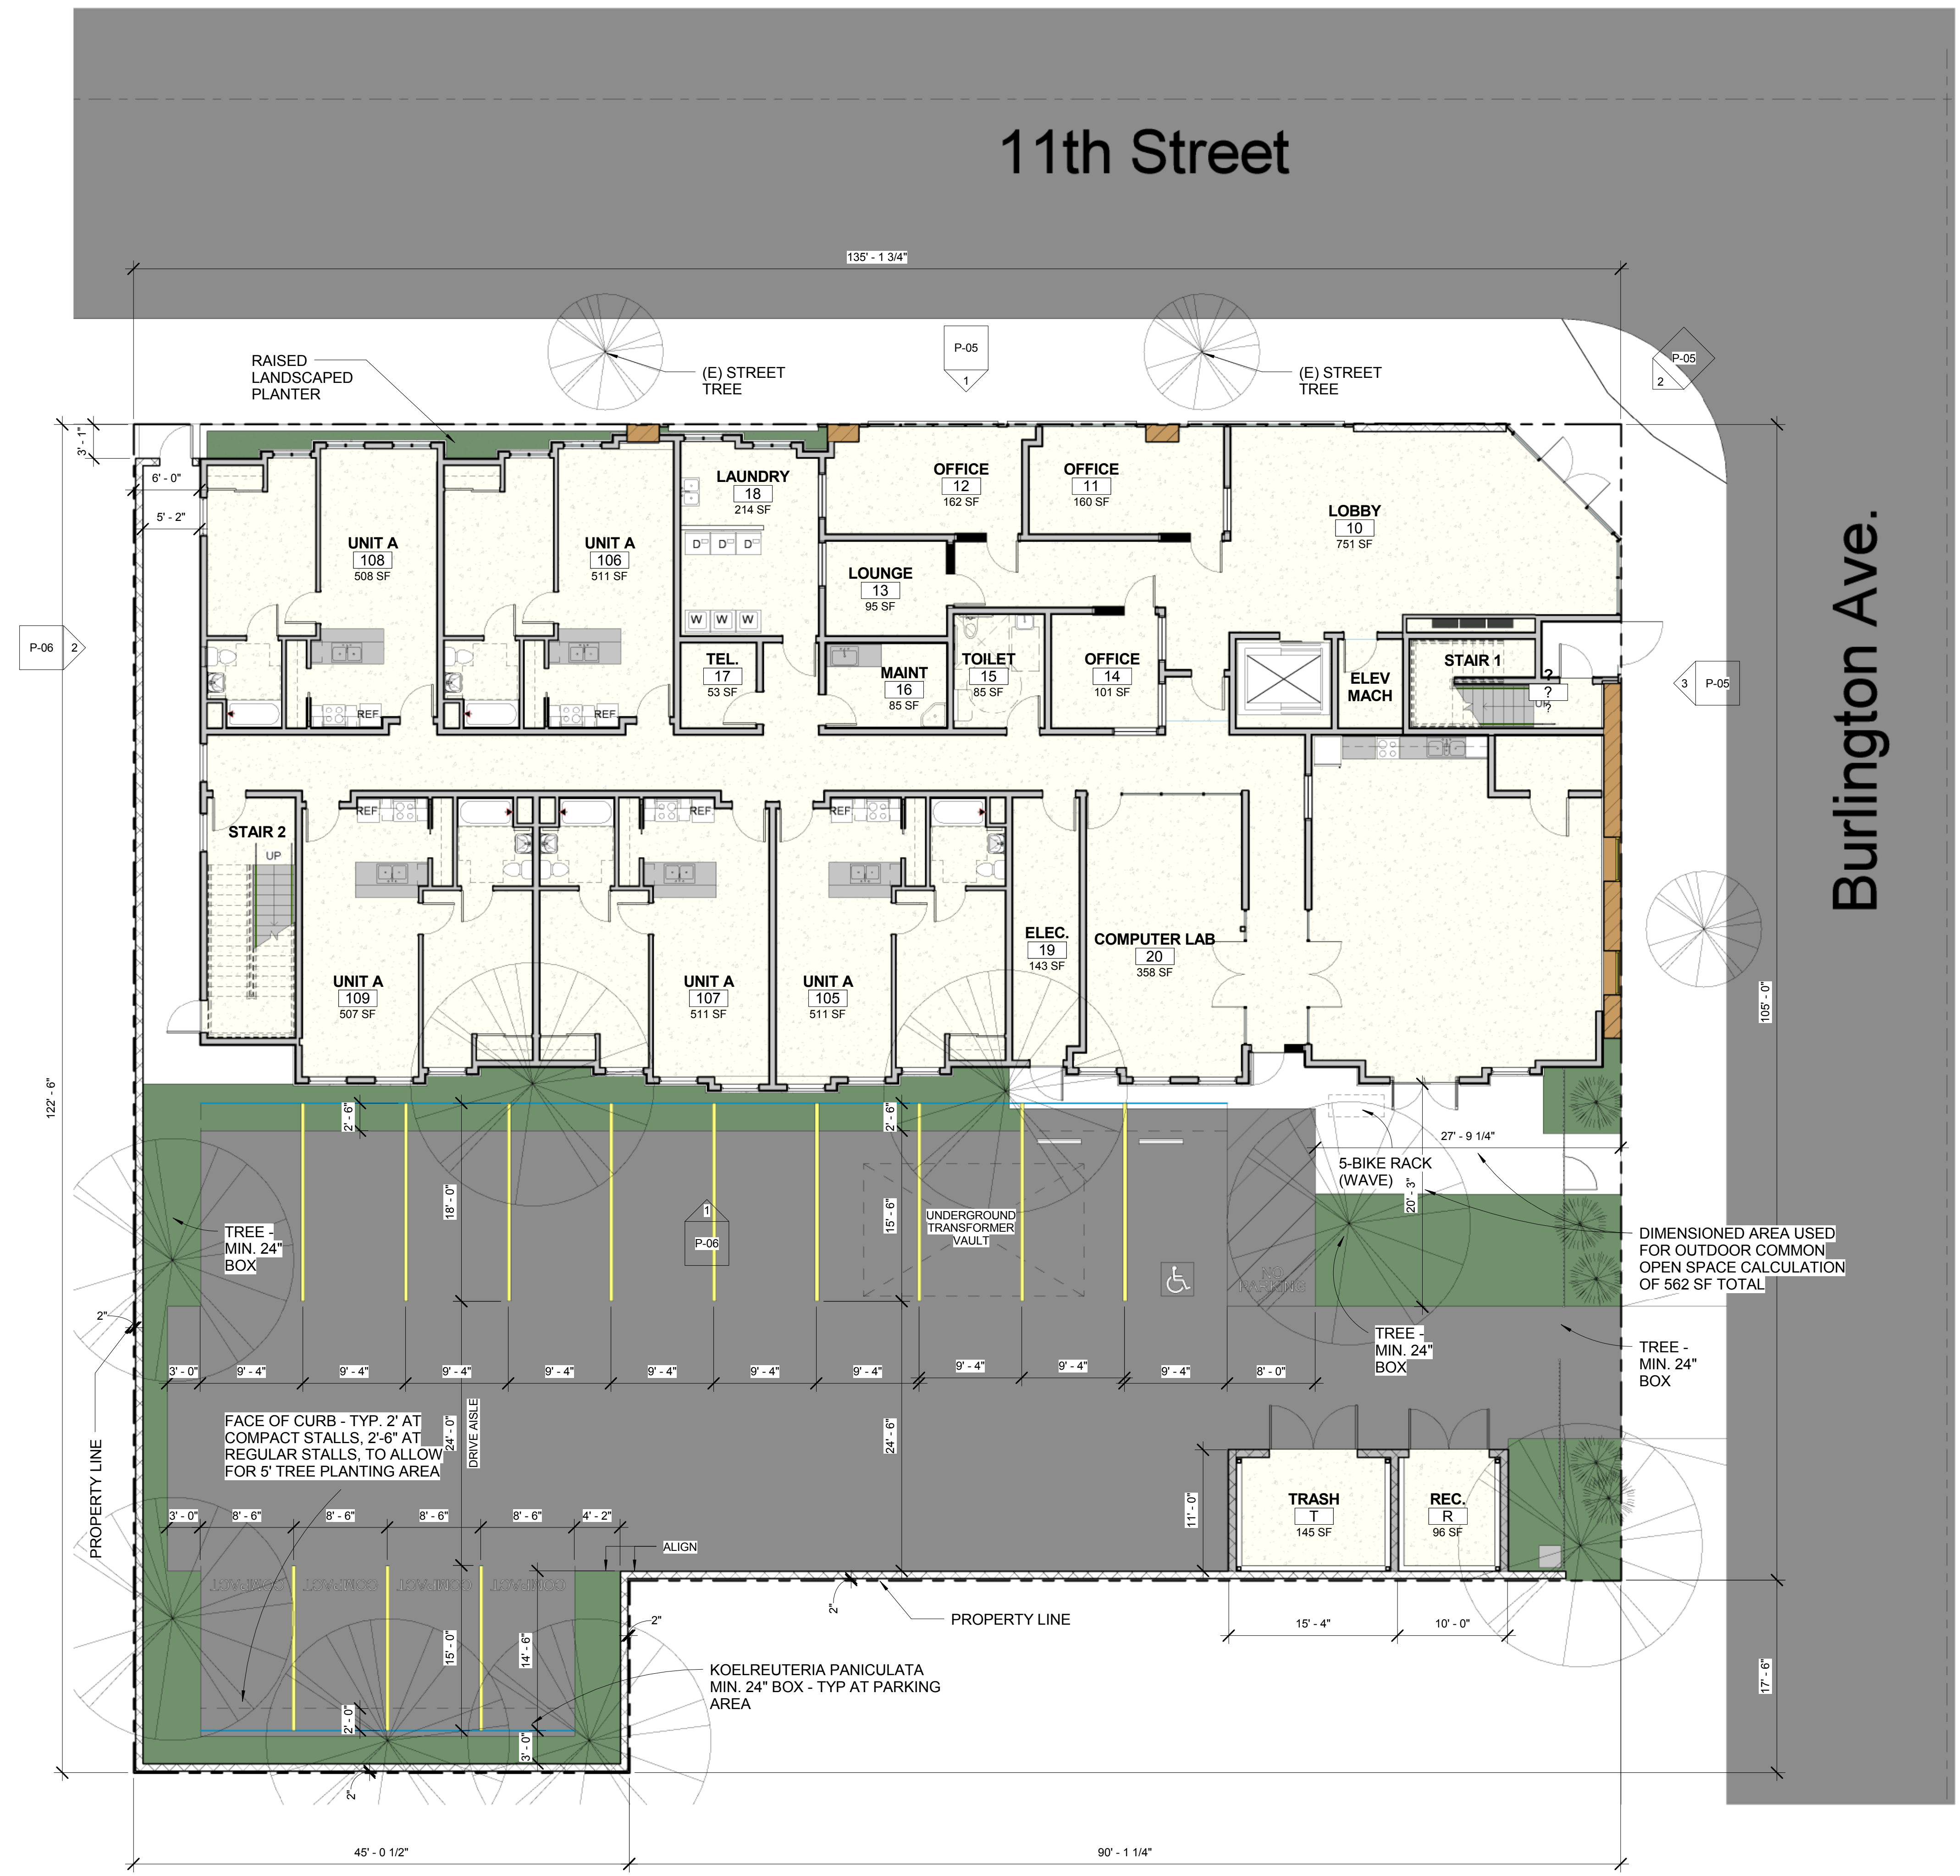 11th Street
135' - 1 3/4"
Burlington Ave.
RAISED
LANDSCAPED
PLANTER
(E) STREET
TREE
P-05
1
(E) STREET
TREE
P-05
2
3' - 1"
6' - 0"
5' - 2"
UNIT A
108
508 SF
UNIT A
106
511 SF
LAUNDRY
18
214 SF
D
D
D
W
W
W
OFFICE
12
162 SF
OFFICE
11
160 SF
LOBBY
10
751 SF
LOUNGE
13
95 SF
P-06
2
TEL.
17
53 SF
MAINT
16
85 SF
TOILET
15
85 SF
OFFICE
14
101 SF
ELEV
MACH
STAIR 1
?
?
?
UP
3
P-05
REF
REF
STAIR 2
UP
REF
REF
REF
UNIT A
109
507 SF
UNIT A
107
511 SF
UNIT A
105
511 SF
ELEC.
19
143 SF
COMPUTER LAB
20
358 SF
105' - 0"
122' - 6"
2' - 6"
2' - 6"
18' - 0"
15' - 6"
27' - 9 1/4"
5-BIKE RACK
(WAVE)
20' - 3"
1
P-06
UNDERGROUND
TRANSFORMER
VAULT
NO
PARKING
TREE -
MIN. 24"
BOX
DIMENSIONED AREA USED
FOR OUTDOOR COMMON
OPEN SPACE CALCULATION
OF 562 SF TOTAL
2"
TREE -
MIN. 24"
BOX
TREE -
MIN. 24"
BOX
3' - 0"
9' - 4"
9' - 4"
9' - 4"
9' - 4"
9' - 4"
9' - 4"
9' - 4"
9' - 4"
9' - 4"
9' - 4"
8' - 0"
FACE OF CURB - TYP. 2' AT
COMPACT STALLS, 2'-6" AT
REGULAR STALLS, TO ALLOW
FOR 5' TREE PLANTING AREA
24' - 0"
DRIVE AISLE
24' - 6"
PROPERTY LINE
3' - 0"
8' - 6"
8' - 6"
8' - 6"
8' - 6"
4' - 2"
ALIGN
11' - 0"
TRASH
T
145 SF
REC.
R
96 SF
COMPACT
COMPACT
COMPACT
COMPACT
2"
PROPERTY LINE
2"
15' - 4"
10' - 0"
15' - 0"
14' - 6"
KOELREUTERIA PANICULATA
MIN. 24" BOX - TYP AT PARKING
AREA
17' - 6"
2' - 0"
3' - 0"
2"
45' - 0 1/2"
90' - 1 1/4"